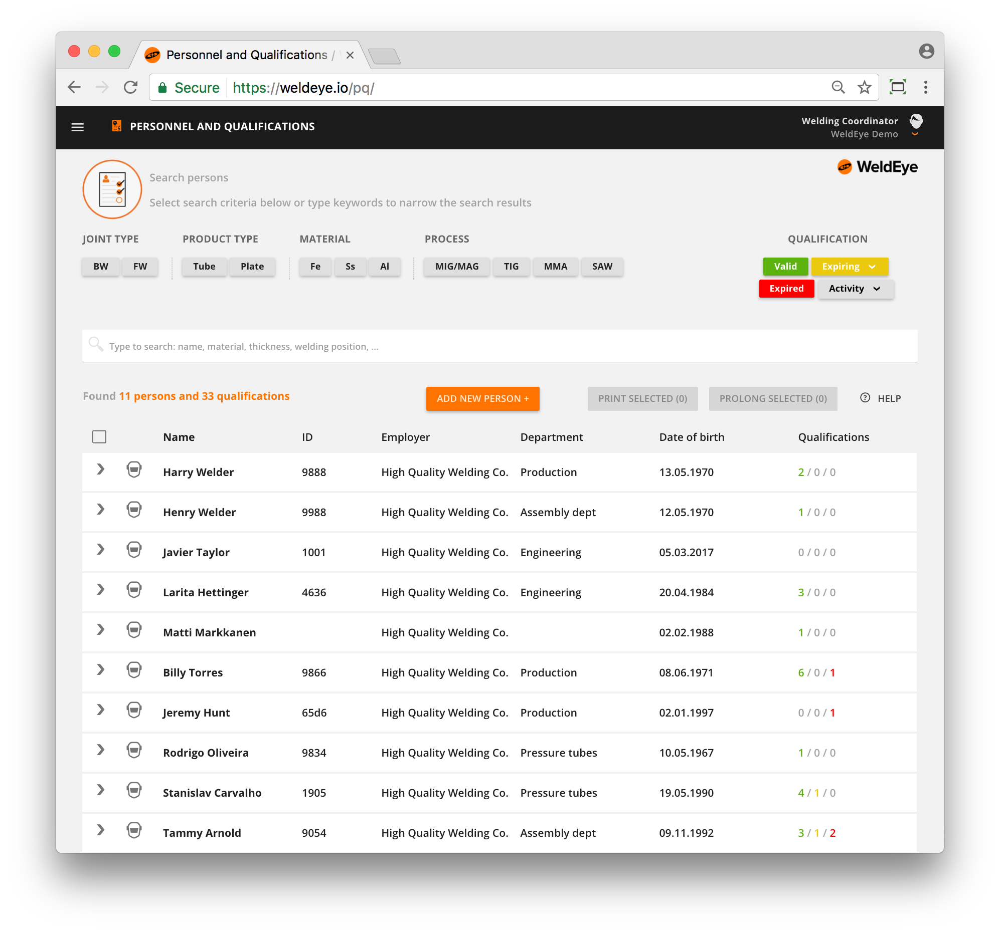 Personnel and Qualifications /
Secure https://weldeye.io/pq/
PERSONNEL AND QUALIFICATIONS
Welding Coordinator
WeldEye Demo
WeldEye
Search persons
Select search criteria below or type keywords to narrow the search results
JOINT TYPE PRODUCT TYPE MATERIAL PROCESS QUALIFICATION
BW FW Tube Plate Fe Ss Al MIG/MAG TIG MMA SAW Valid Expiring
Expired Activity
Type to search: name, material, thickness, welding position, ...
Found 11 persons and 33 qualifications ADD NEW PERSON + PRINT SELECTED (0) PROLONG SELECTED (0) ? HELP
Name ID Employer Department Date of birth Qualifications
Harry Welder 9888 High Quality Welding Co. Production 13.05.1970 2 / 0 / 0
Henry Welder 9988 High Quality Welding Co. Assembly dept 12.05.1970 1 / 0 / 0
Javier Taylor 1001 High Quality Welding Co. Engineering 05.03.2017 0 / 0 / 0
Larita Hettinger 4636 High Quality Welding Co. Engineering 20.04.1984 3 / 0 / 0
Matti Markkanen High Quality Welding Co. 02.02.1988 1 / 0 / 0
Billy Torres 9866 High Quality Welding Co. Production 08.06.1971 6 / 0 / 1
Jeremy Hunt 65d6 High Quality Welding Co. Production 02.01.1997 0 / 0 / 1
Rodrigo Oliveira 9834 High Quality Welding Co. Pressure tubes 10.05.1967 1 / 0 / 0
Stanislav Carvalho 1905 High Quality Welding Co. Pressure tubes 19.05.1990 4 / 1 / 0
Tammy Arnold 9054 High Quality Welding Co. Assembly dept 09.11.1992 3 / 1 / 2